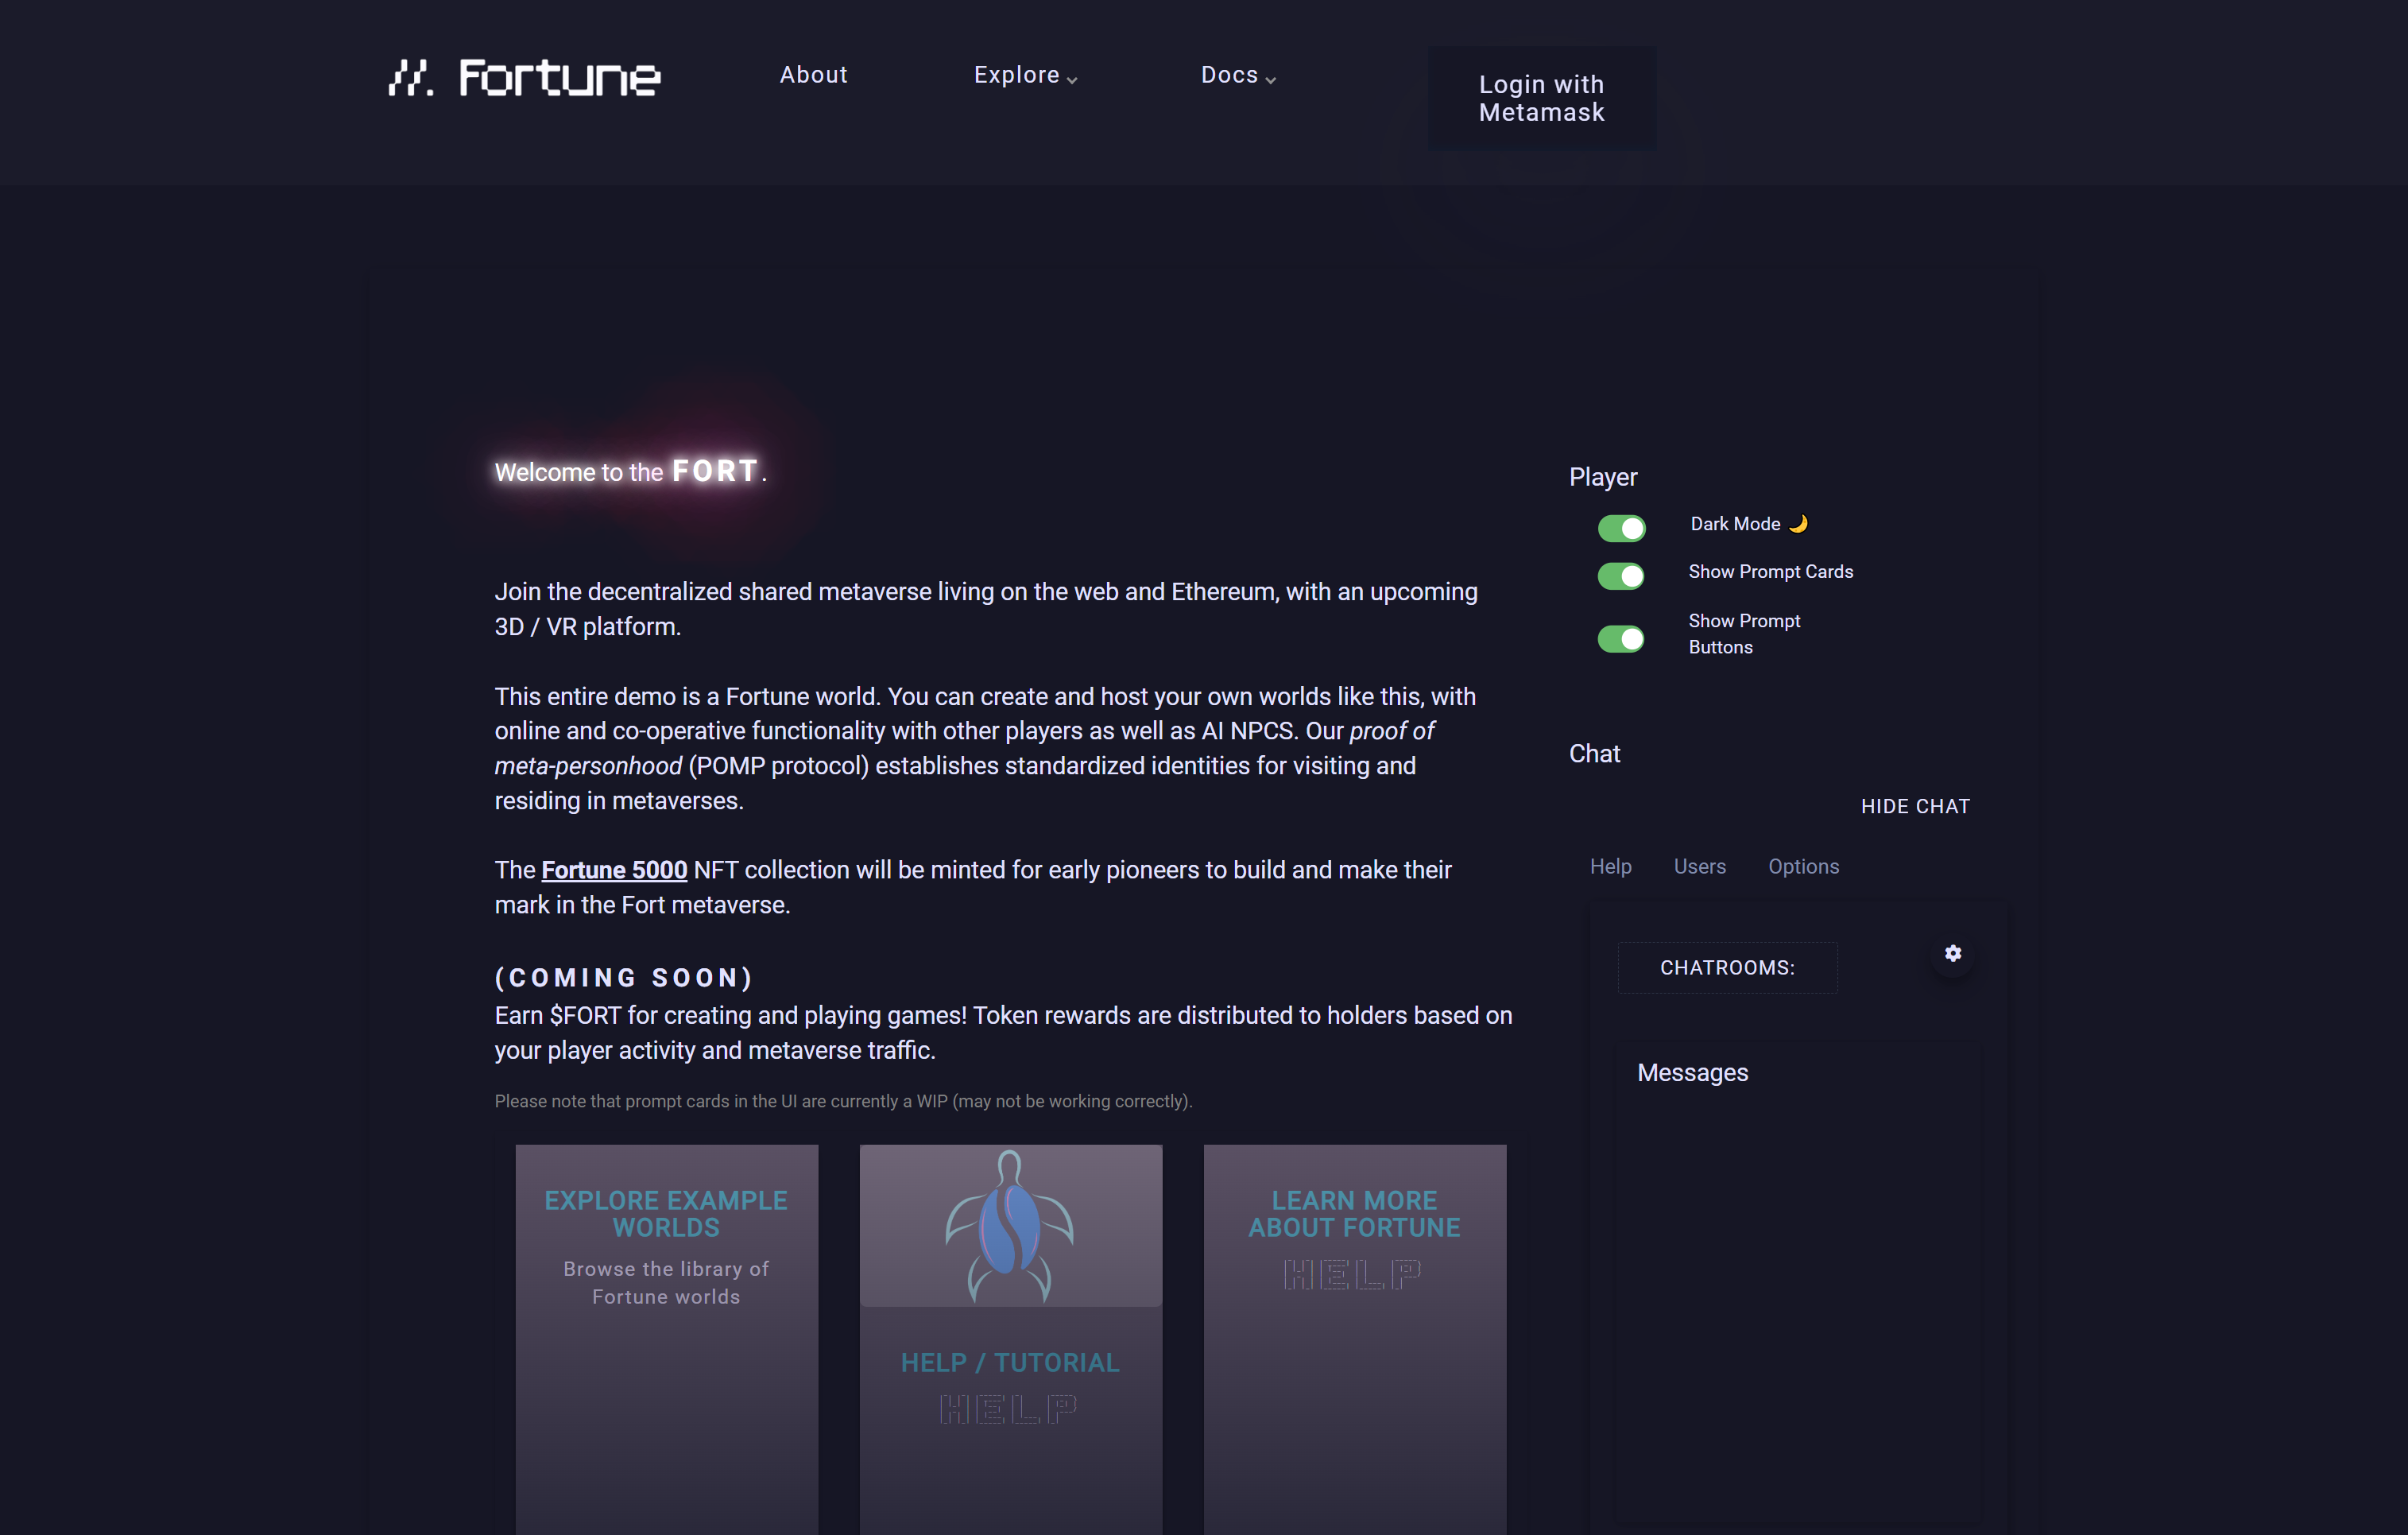 //. Fortune
About
Explore
Docs
Login with
Metamask
Welcome to the FORT.
Join the decentralized shared metaverse living on the web and Ethereum, with an upcoming
3D / VR platform.
This entire demo is a Fortune world. You can create and host your own worlds like this, with
online and co-operative functionality with other players as well as AI NPCS. Our proof of
meta-personhood (POMP protocol) establishes standardized identities for visiting and
residing in metaverses.
The Fortune 5000 NFT collection will be minted for early pioneers to build and make their
mark in the Fort metaverse.
(COMING SOON)
Earn $FORT for creating and playing games! Token rewards are distributed to holders based on
your player activity and metaverse traffic.
Please note that prompt cards in the UI are currently a WIP (may not be working correctly).
EXPLORE EXAMPLE
WORLDS
Browse the library of
Fortune worlds
HELP / TUTORIAL
HELP
LEARN MORE
ABOUT FORTUNE
HELP
Player
Dark Mode 🌙
Show Prompt Cards
Show Prompt
Buttons
Chat
HIDE CHAT
Help
Users
Options
CHATROOMS:
Messages